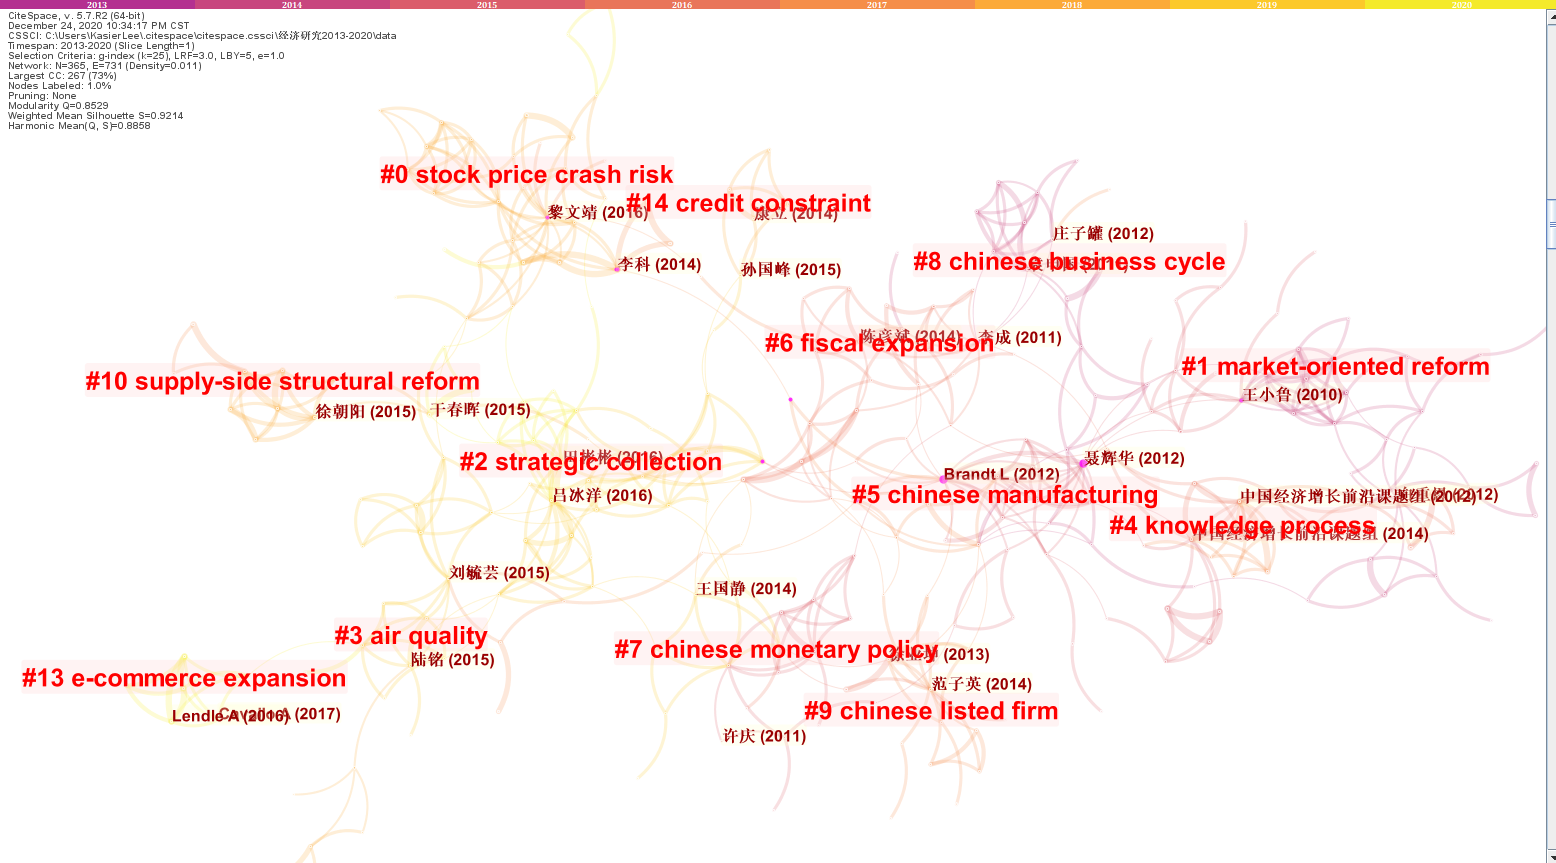 2013 2014 2015 2016 2017 2018 2019 2020
CiteSpace, v. 5.7.R2 (64-bit)
December 24, 2020 10:34:17 PM CST
CSSCI: C:\Users\KasierLee\.citespace\citespace.cssci\经济研究2013-2020\data
Timespan: 2013-2020 (Slice Length=1)
Selection Criteria: g-index (k=25), LRF=3.0, LBY=5, e=1.0
Network: N=365, E=731 (Density=0.011)
Largest CC: 267 (73%)
Nodes Labeled: 1.0%
Pruning: None
Modularity Q=0.8529
Weighted Mean Silhouette S=0.9214
Harmonic Mean(Q, S)=0.8858
#0 stock price crash risk
#14 credit constraint
黎文靖 (2016)
康立 (2014)
庄子罐 (2012)
#8 chinese business cycle
李科 (2014)
孙国峰 (2015)
陈彦斌 (2014)
李成 (2011)
#6 fiscal expansion
#1 market-oriented reform
#10 supply-side structural reform
王小鲁 (2010)
徐朝阳 (2015)
干春晖 (2015)
#2 strategic collection
(2016)
聂辉华 (2012)
Brandt L (2012)
吕冰洋 (2016)
#5 chinese manufacturing
中国经济增长前沿课题组 (2012)
(2012)
#4 knowledge process
中国经济增长前沿课题组 (2014)
刘毓芸 (2015)
王国静 (2014)
#3 air quality
#7 chinese monetary policy
(2013)
陆铭 (2015)
#13 e-commerce expansion
范子英 (2014)
Lendle A (2016)
A (2017)
#9 chinese listed firm
许庆 (2011)